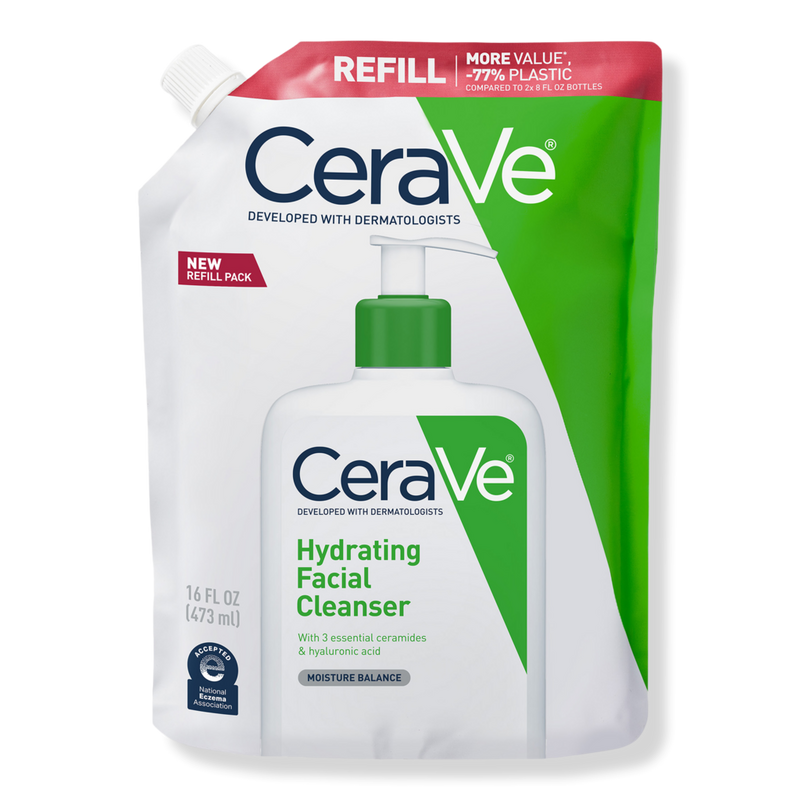 REFILL
MORE VALUE*,
-77% PLASTIC
COMPARED TO 2x 8 FL OZ BOTTLES
CeraVe®
DEVELOPED WITH DERMATOLOGISTS
NEW
REFILL PACK
CeraVe®
DEVELOPED WITH DERMATOLOGISTS
Hydrating
Facial
Cleanser
With 3 essential ceramides
& hyaluronic acid
MOISTURE BALANCE
16 FL OZ
(473 ml)
ACCEPTED
National
Eczema
Association